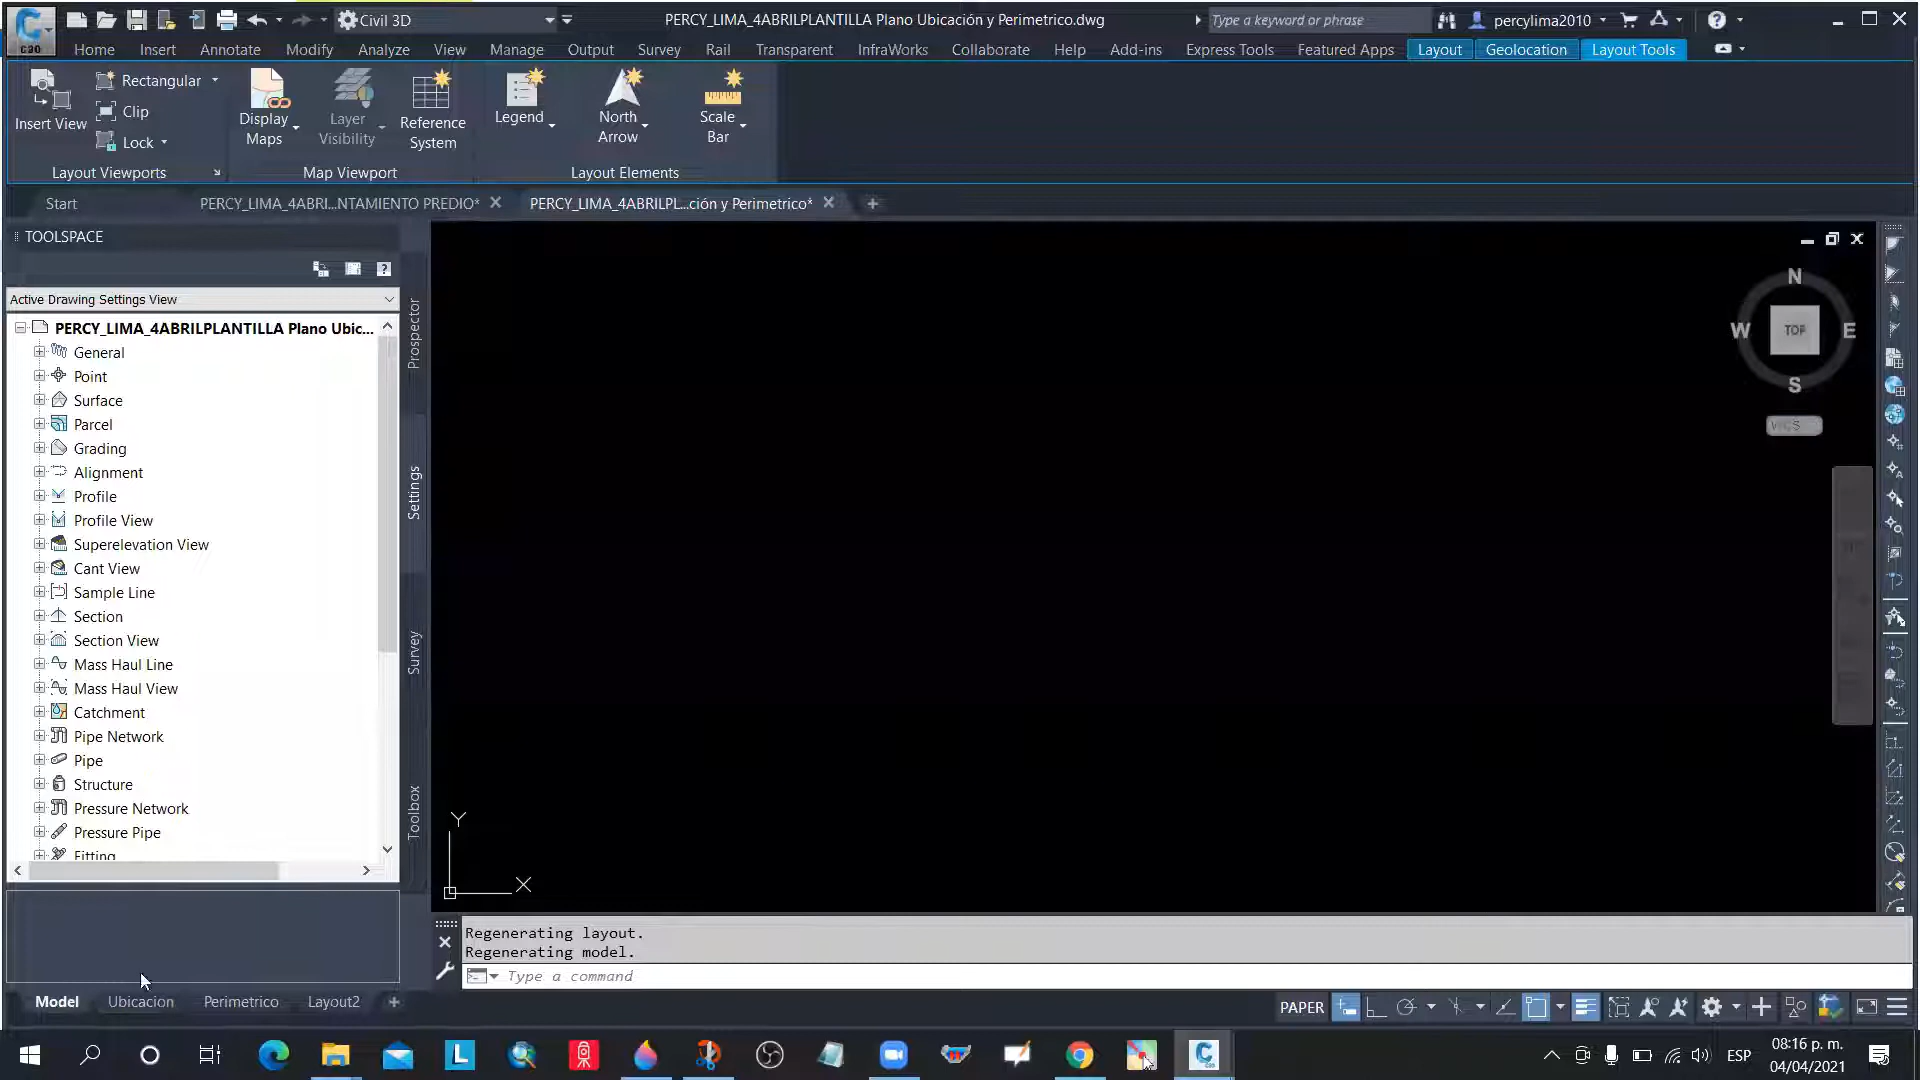 Civil 3D
PERCY_LIMA_4ABRILPLANTILLA Plano Ubicación y Perimetrico.dwg
Type a keyword or phrase
percylima2010
C3D
Home Insert Annotate Modify Analyze View Manage Output Survey Rail Transparent InfraWorks Collaborate Help Add-ins Express Tools Featured Apps Layout Geolocation Layout Tools
Insert View
Rectangular
Clip
Lock
Display Maps
Layer Visibility
Reference System
Legend
North Arrow
Scale Bar
Layout Viewports
Map Viewport
Layout Elements
Start
PERCY_LIMA_4ABRI...NTAMIENTO PREDIO*
PERCY_LIMA_4ABRILPL...ción y Perimetrico*
TOOLSPACE
Active Drawing Settings View
PERCY_LIMA_4ABRILPLANTILLA Plano Ubic...
General
Point
Surface
Parcel
Grading
Alignment
Profile
Profile View
Superelevation View
Cant View
Sample Line
Section
Section View
Mass Haul Line
Mass Haul View
Catchment
Pipe Network
Pipe
Structure
Pressure Network
Pressure Pipe
Fitting
Prospector
Settings
Survey
Toolbox
N
W TOP E
S
WCS
Y
X
Regenerating layout.
Regenerating model.
Type a command
Model Ubicacion Perimetrico Layout2
PAPER
ESP
08:16 p. m.
04/04/2021